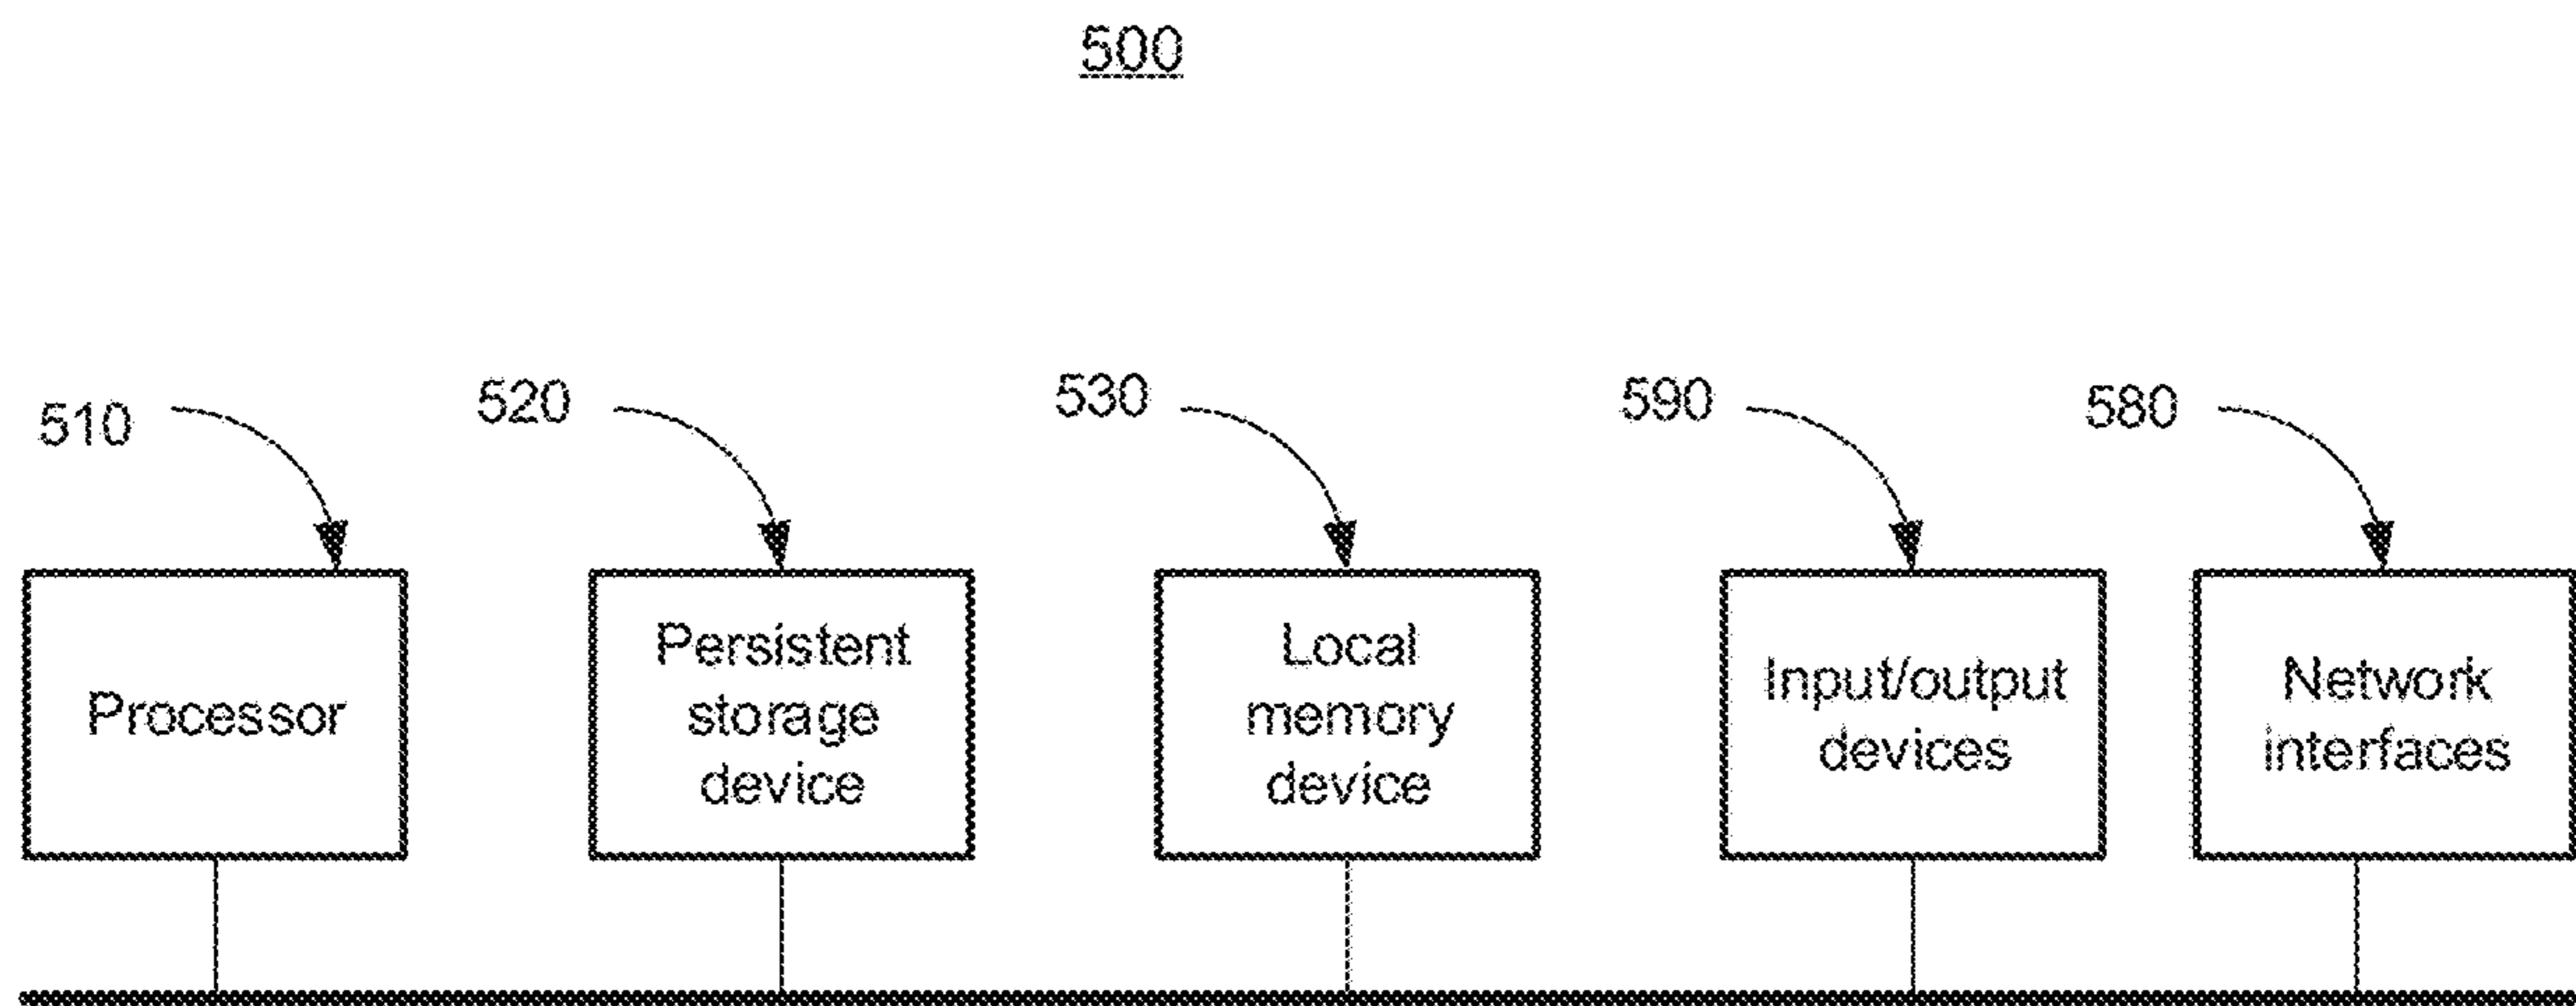 500
510
520
530
590
580
Processor
Persistent
storage
device
Local
memory
device
Input/output
devices
Network
interfaces